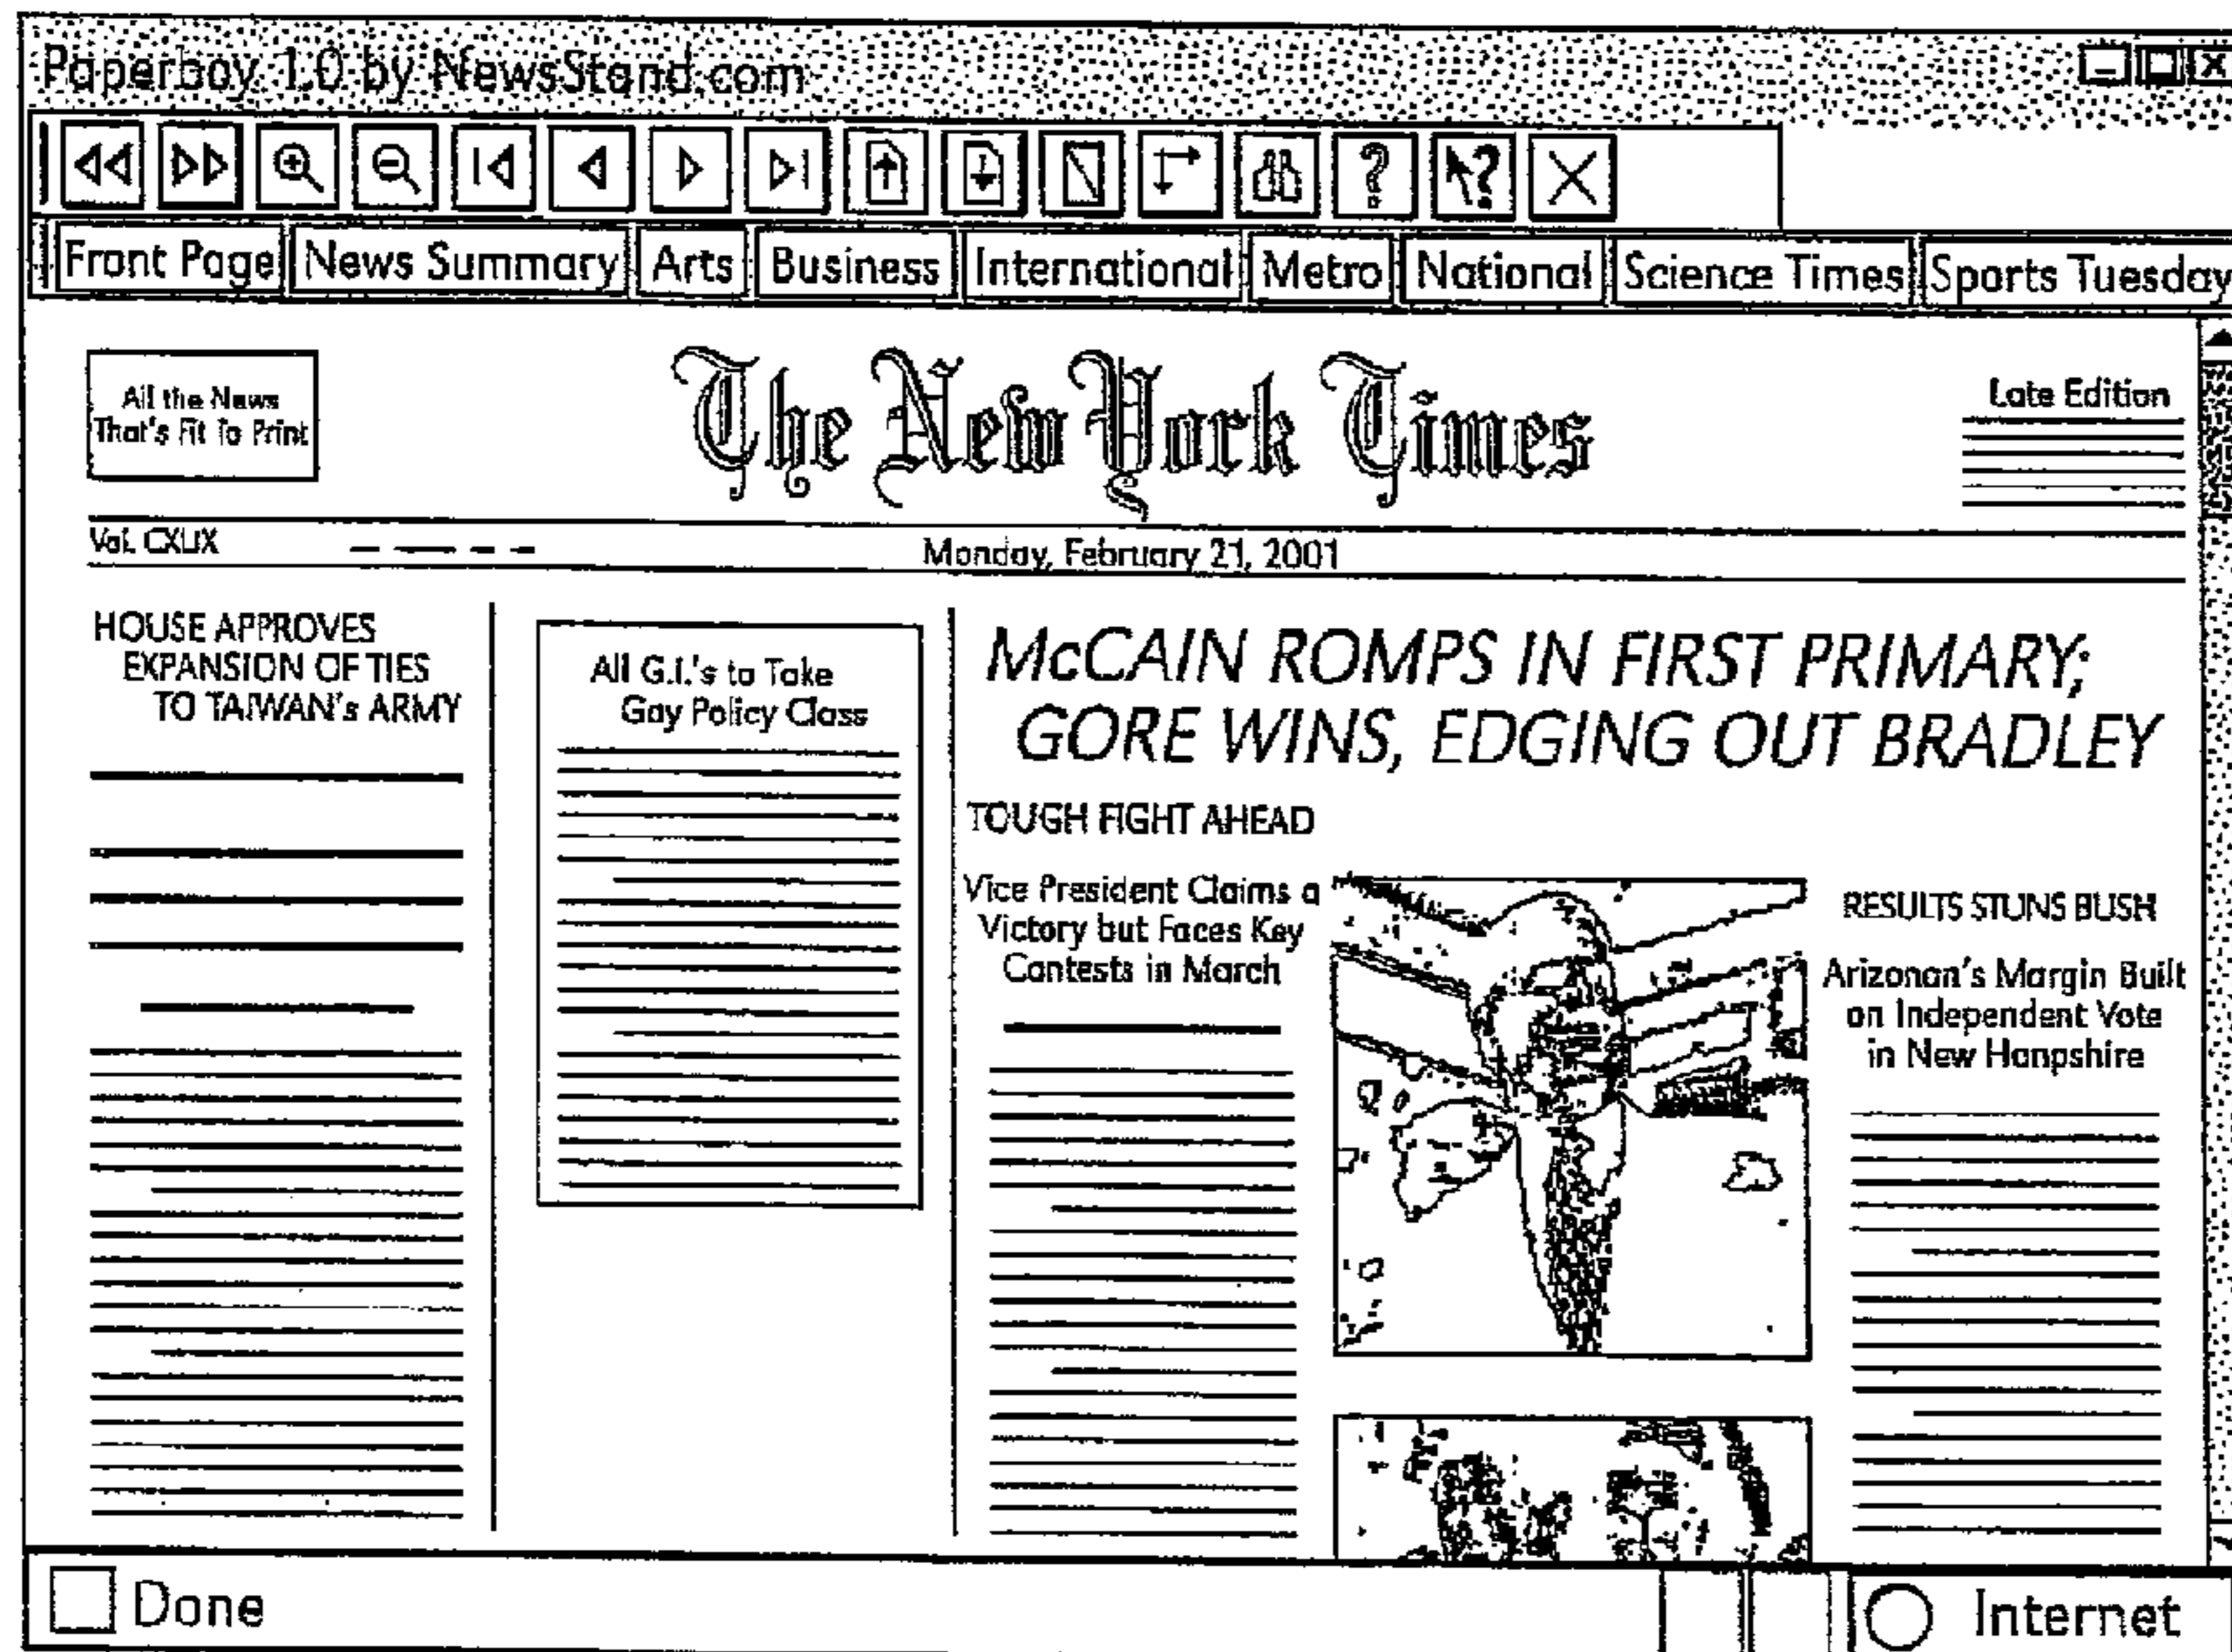 Paperboy 1.0 by NewsStand.com
Front Page News Summary Arts Business International Metro National Science Times Sports Tuesday
All the News
That's Fit To Print
The New York Times
Late Edition
Vol. CXLIX
Monday, February 21, 2001
HOUSE APPROVES
EXPANSION OF TIES
TO TAIWAN's ARMY
All G.I.'s to Take
Gay Policy Class
McCAIN ROMPS IN FIRST PRIMARY;
GORE WINS, EDGING OUT BRADLEY
TOUGH FIGHT AHEAD
Vice President Claims a
Victory but Faces Key
Contests in March
RESULTS STUNS BUSH
Arizonan's Margin Built
on Independent Vote
in New Hanpshire
Done
Internet